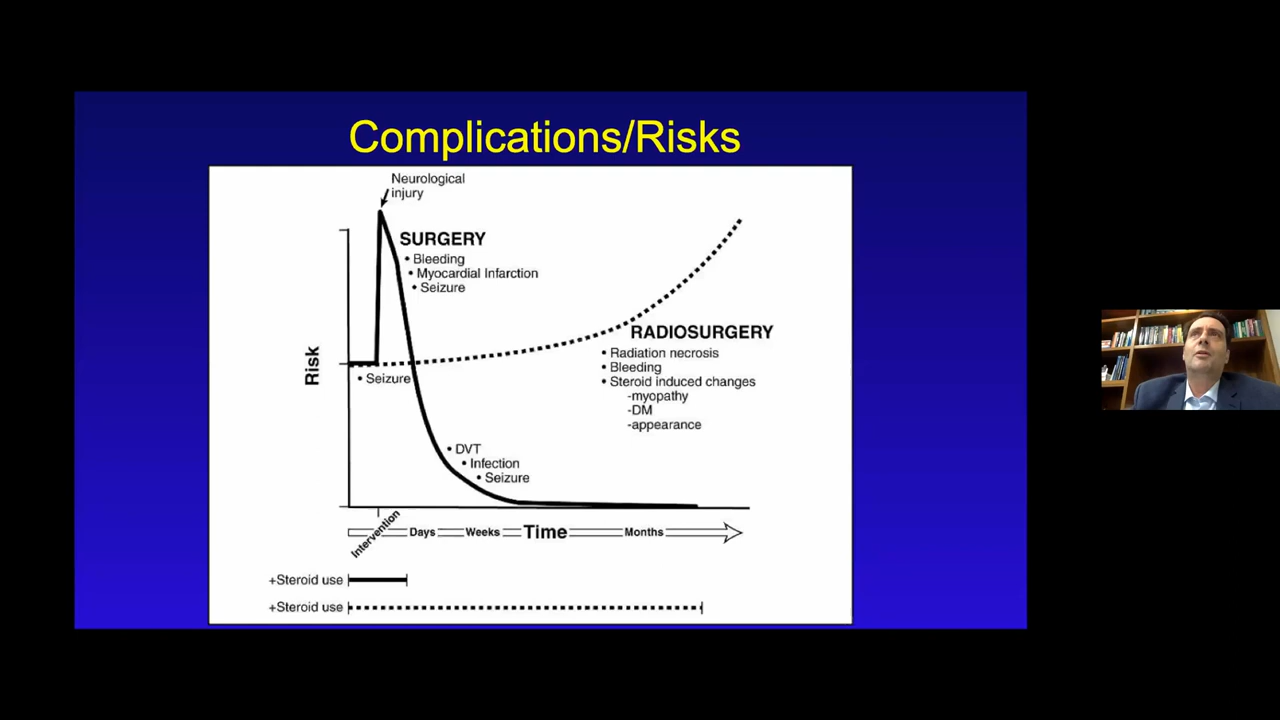 Complications/Risks
Neurological
injury
SURGERY
• Bleeding
• Myocardial Infarction
• Seizure
RADIOSURGERY
• Radiation necrosis
• Bleeding
• Steroid induced changes
-myopathy
-DM
-appearance
Risk
• Seizure
• DVT
• Infection
• Seizure
Intervention
Days Weeks Time Months
+Steroid use
+Steroid use